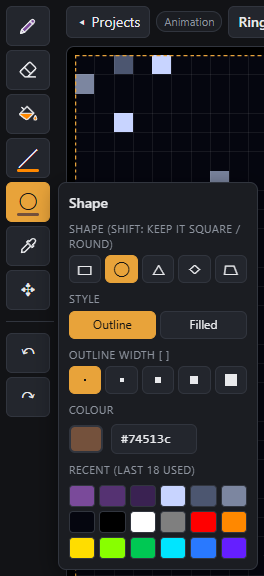 Projects
Animation
Ring
Shape
SHAPE (SHIFT: KEEP IT SQUARE /
ROUND)
STYLE
Outline
Filled
OUTLINE WIDTH [ ]
COLOUR
#74513c
RECENT (LAST 18 USED)